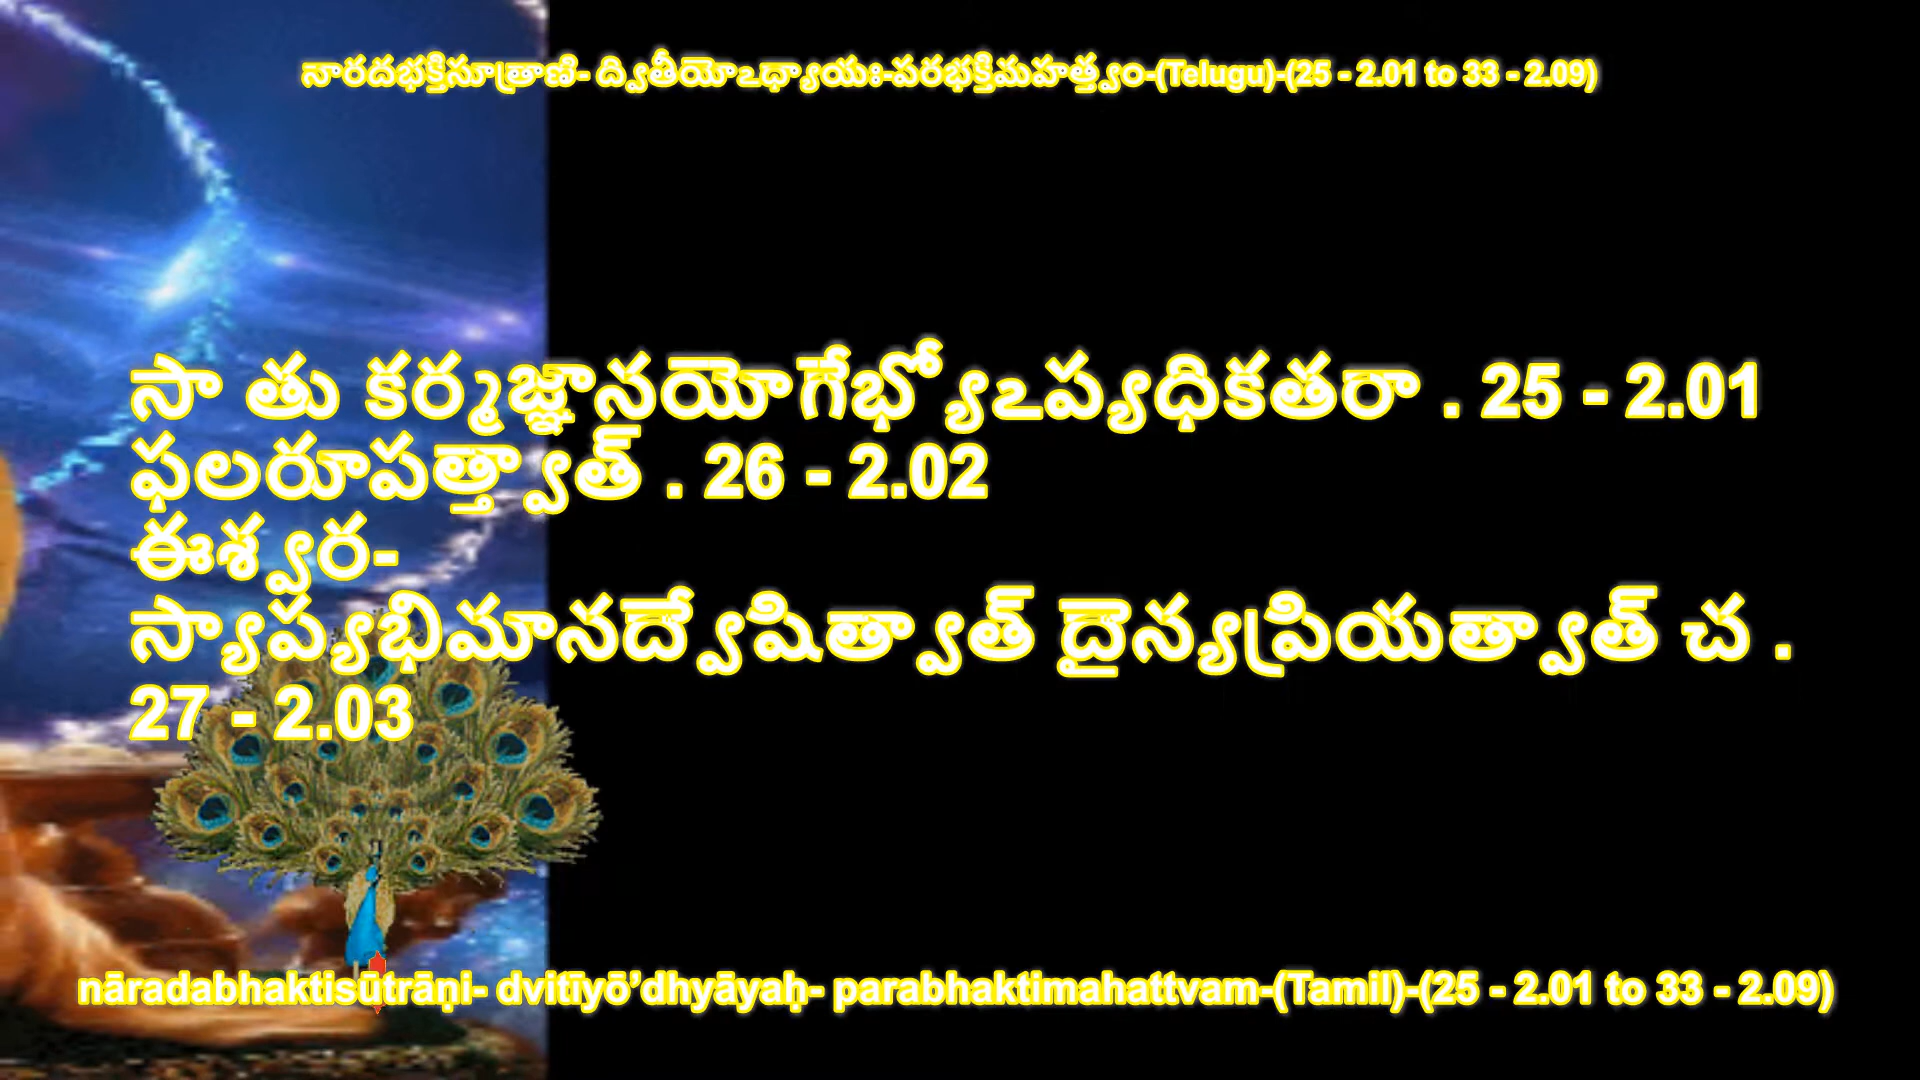 నారదభక్తిసూత్రాణి- ద్వితీయోఽధ్యాయః-పరభక్తిమహత్త్వం-(Telugu)-(25 - 2.01 to 33 - 2.09)
సా తు కర్మజ్ఞానయోగేభ్యోఽప్యధికతరా . 25 - 2.01
ఫలరూపత్త్వాత్ . 26 - 2.02
ఈశ్వర-
స్యాప్యభిమానద్వేషిత్వాత్ దైన్యప్రియత్వాత్ చ .
27 - 2.03
nāradabhaktisūtrāṇi- dvitīyō’dhyāyaḥ- parabhaktimahattvam-(Tamil)-(25 - 2.01 to 33 - 2.09)